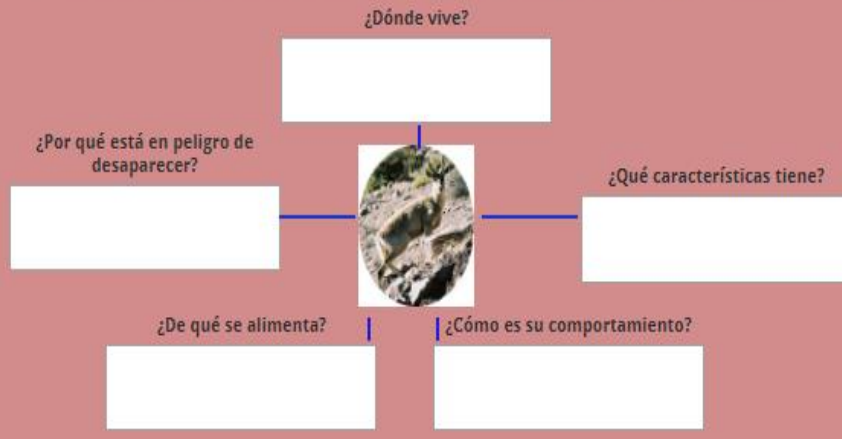 ¿Dónde vive?
¿Por qué está en peligro de
desaparecer?
¿Qué características tiene?
¿De qué se alimenta?
¿Cómo es su comportamiento?